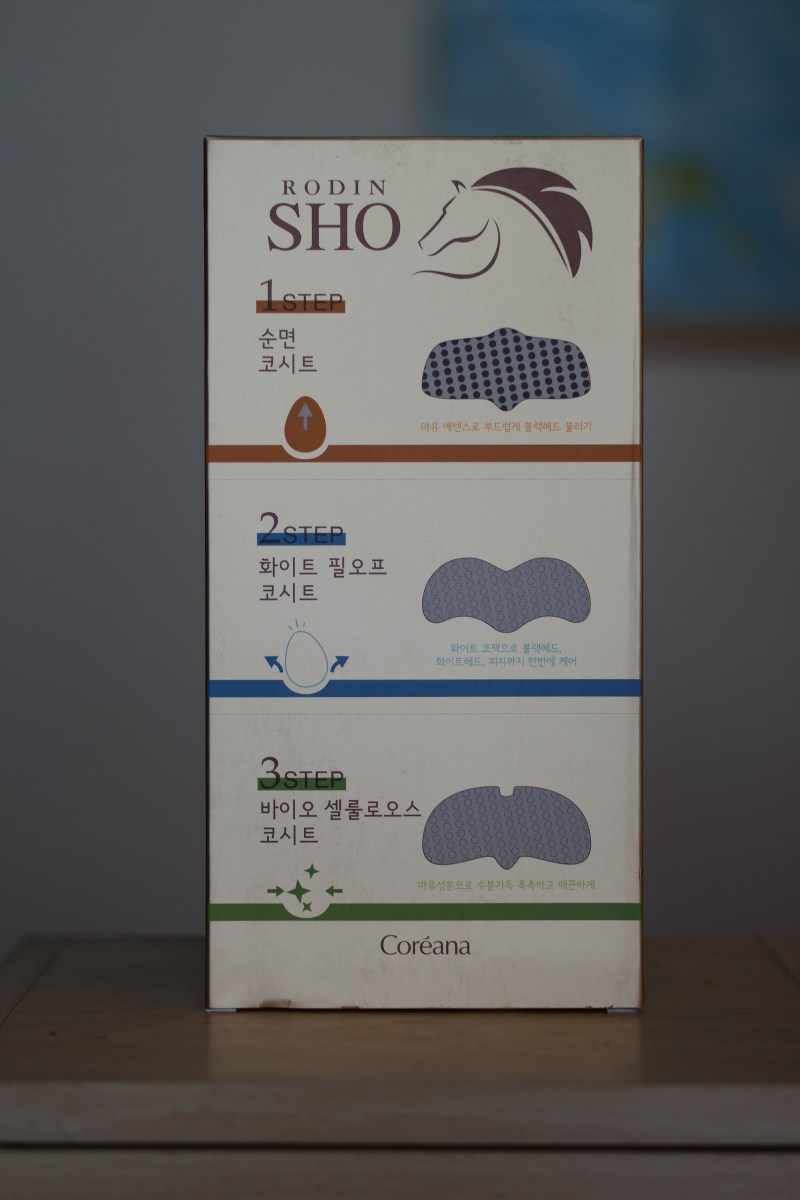 RODIN
SHO
1STEP
순면
코시트
마유 에센스로 부드럽게 블랙헤드 불리기
2STEP
화이트 필오프
코시트
화이트 코팩으로 블랙헤드,
화이트헤드, 피지까지 한번에 케어
3STEP
바이오 셀룰로오스
코시트
마유성분으로 수분가득 촉촉하고 매끈하게
Coréana